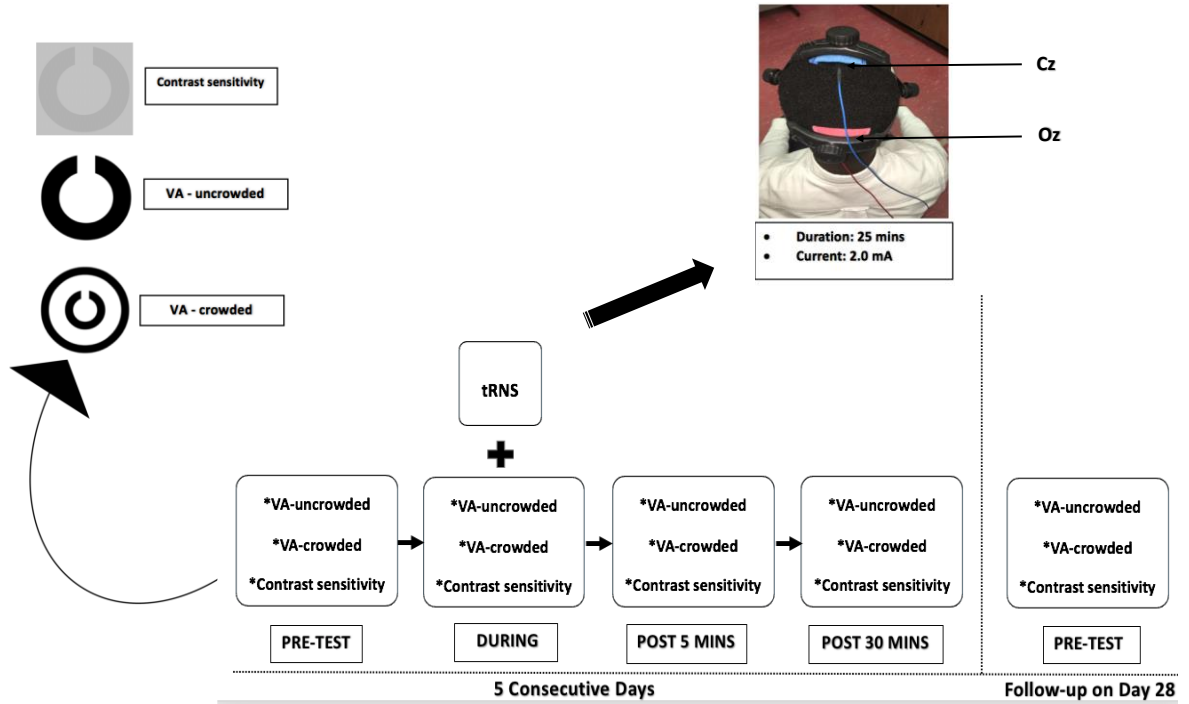 Contrast sensitivity
VA - uncrowded
VA - crowded
Cz
Oz
• Duration: 25 mins
• Current: 2.0 mA
tRNS
*VA-uncrowded
*VA-crowded
*Contrast sensitivity
PRE-TEST
*VA-uncrowded
*VA-crowded
*Contrast sensitivity
DURING
*VA-uncrowded
*VA-crowded
*Contrast sensitivity
POST 5 MINS
*VA-uncrowded
*VA-crowded
*Contrast sensitivity
POST 30 MINS
*VA-uncrowded
*VA-crowded
*Contrast sensitivity
PRE-TEST
5 Consecutive Days
Follow-up on Day 28